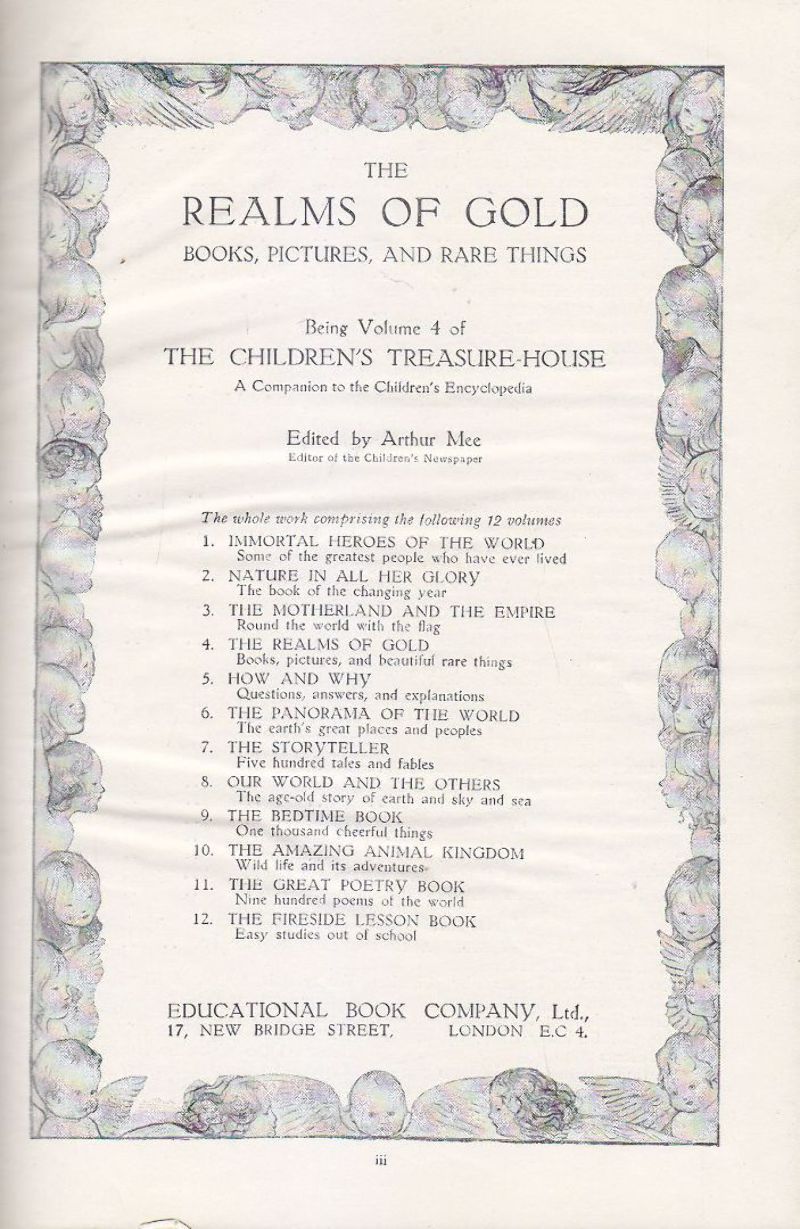 THE
REALMS OF GOLD
BOOKS, PICTURES, AND RARE THINGS
Being Volume 4 of
THE CHILDREN'S TREASURE-HOUSE
A Companion to the Children's Encyclopedia
Edited by Arthur Mee
Editor of the Children's Newspaper
The whole work comprising the following 12 volumes
1. IMMORTAL HEROES OF THE WORLD
Some of the greatest people who have ever lived
2. NATURE IN ALL HER GLORY
The book of the changing year
3. THE MOTHERLAND AND THE EMPIRE
Round the world with the flag
4. THE REALMS OF GOLD
Books, pictures, and beautiful rare things
5. HOW AND WHY
Questions, answers, and explanations
6. THE PANORAMA OF THE WORLD
The earth's great places and peoples
7. THE STORYTELLER
Five hundred tales and fables
8. OUR WORLD AND THE OTHERS
The age-old story of earth and sky and sea
9. THE BEDTIME BOOK
One thousand cheerful things
10. THE AMAZING ANIMAL KINGDOM
Wild life and its adventures
11. THE GREAT POETRY BOOK
Nine hundred poems of the world
12. THE FIRESIDE LESSON BOOK
Easy studies out of school
EDUCATIONAL BOOK COMPANY, Ltd.,
17, NEW BRIDGE STREET, LONDON E.C 4.
iii